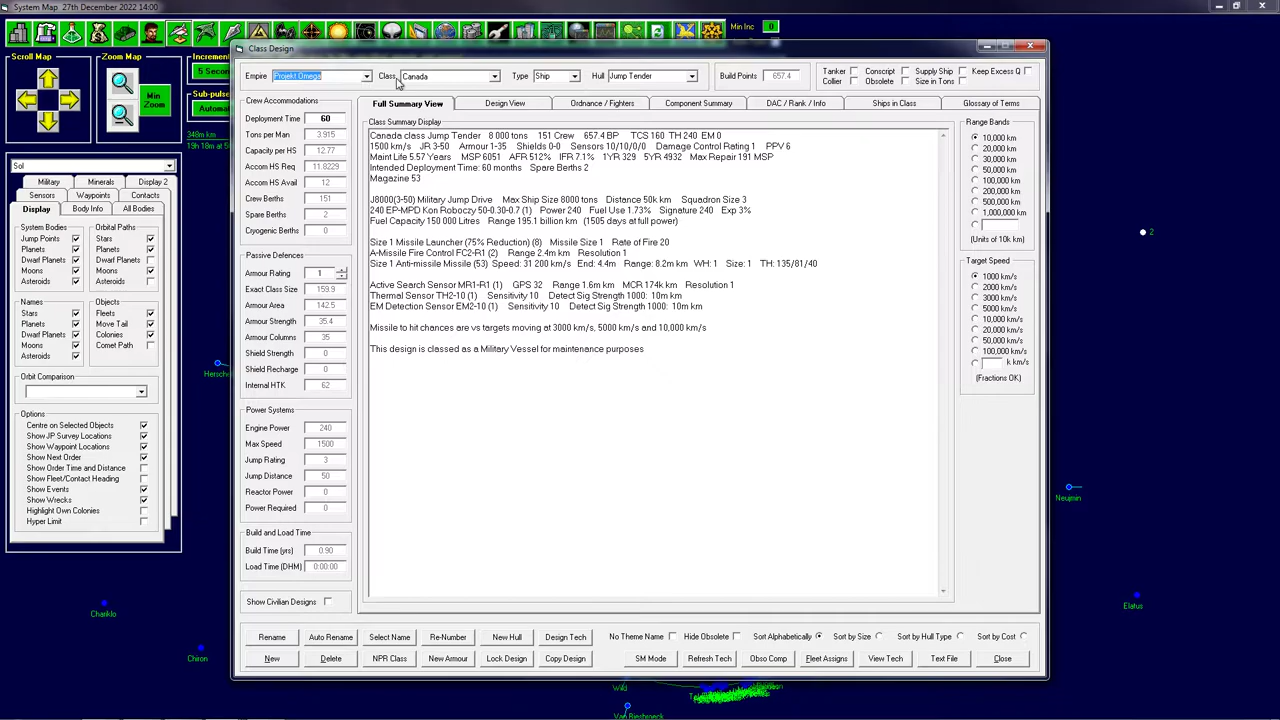 System Map  27th December 2022 14:00
Min Inc 0
Scroll Map
Zoom Map
Min Zoom
Increment
5 Secon
Sub-pulse
Automat
348m km
19h 18m at 50
Sol
Military Minerals Display 2
Sensors Waypoints Contacts
Display Body Info All Bodies
System Bodies Orbital Paths
Jump Points Stars
Planets Planets
Dwarf Planets Dwarf Planets
Moons Moons
Asteroids Asteroids
Names Objects
Stars Fleets
Planets Move Tail
Dwarf Planets Colonies
Moons Comet Path
Asteroids
Orbit Comparison
Options
Centre on Selected Objects
Show JP Survey Locations
Show Waypoint Locations
Show Next Order
Show Order Time and Distance
Show Fleet/Contact Heading
Show Events
Show Wrecks
Highlight Own Colonies
Hyper Limit
Chariklo
Chiron
Hersch
2
Neujmin
Elatus
Wild
Van Biesbroeck
Class Design
Empire Projekt Omega Class Canada Type Ship Hull Jump Tender Build Points 657.4
Tanker Conscript Supply Ship Keep Excess Q
Collier Obsolete Size in Tons
Crew Accommodations
Deployment Time 60
Tons per Man 3.915
Capacity per HS 12.77
Accom HS Req 11.8229
Accom HS Avail 12
Crew Berths 151
Spare Berths 2
Cryogenic Berths 0
Passive Defences
Armour Rating 1
Exact Class Size 159.9
Armour Area 142.5
Armour Strength 35.4
Armour Columns 35
Shield Strength 0
Shield Recharge 0
Internal HTK 62
Power Systems
Engine Power 240
Max Speed 1500
Jump Rating 3
Jump Distance 50
Reactor Power 0
Power Required 0
Build and Load Time
Build Time (yrs) 0.90
Load Time (DHM) 0:00:00
Show Civilian Designs
Full Summary View Design View Ordnance / Fighters Component Summary DAC / Rank / Info Ships in Class Glossary of Terms
Class Summary Display
Canada class Jump Tender    8 000 tons    151 Crew    657.4 BP    TCS 160  TH 240  EM 0
1500 km/s    JR 3-50    Armour 1-35    Shields 0-0    Sensors 10/10/0/0    Damage Control Rating 1    PPV 6
Maint Life 5.57 Years    MSP 6051    AFR 512%    IFR 7.1%    1YR 329    5YR 4932    Max Repair 191 MSP
Intended Deployment Time: 60 months    Spare Berths 2
Magazine 53
J8000(3-50) Military Jump Drive    Max Ship Size 8000 tons    Distance 50k km    Squadron Size 3
240 EP-MPD Kon Roboczy 50-0.30-0.7 (1)    Power 240    Fuel Use 1.73%    Signature 240    Exp 3%
Fuel Capacity 150 000 Litres    Range 195.1 billion km    (1505 days at full power)
Size 1 Missile Launcher (75% Reduction) (8)    Missile Size 1    Rate of Fire 20
A-Missile Fire Control FC2-R1 (2)    Range 2.4m km    Resolution 1
Size 1 Anti-missile Missile (53)  Speed: 31 200 km/s  End: 4.4m    Range: 8.2m km    WH: 1    Size: 1    TH: 135/81/40
Active Search Sensor MR1-R1 (1)    GPS 32    Range 1.6m km    MCR 174k km    Resolution 1
Thermal Sensor TH2-10 (1)    Sensitivity 10    Detect Sig Strength 1000:  10m km
EM Detection Sensor EM2-10 (1)    Sensitivity 10    Detect Sig Strength 1000:  10m km
Missile to hit chances are vs targets moving at 3000 km/s, 5000 km/s and 10,000 km/s
This design is classed as a Military Vessel for maintenance purposes
Range Bands
10,000 km
20,000 km
30,000 km
50,000 km
100,000 km
200,000 km
500,000 km
1,000,000 km
(Units of 10k km)
Target Speed
1000 km/s
2000 km/s
3000 km/s
5000 km/s
10,000 km/s
20,000 km/s
50,000 km/s
100,000 km/s
k km/s
(Fractions OK)
Rename Auto Rename Select Name Re-Number New Hull Design Tech No Theme Name Hide Obsolete Sort Alphabetically Sort by Size Sort by Hull Type Sort by Cost
New Delete NPR Class New Armour Lock Design Copy Design SM Mode Refresh Tech Obso Comp Fleet Assigns View Tech Text File Close